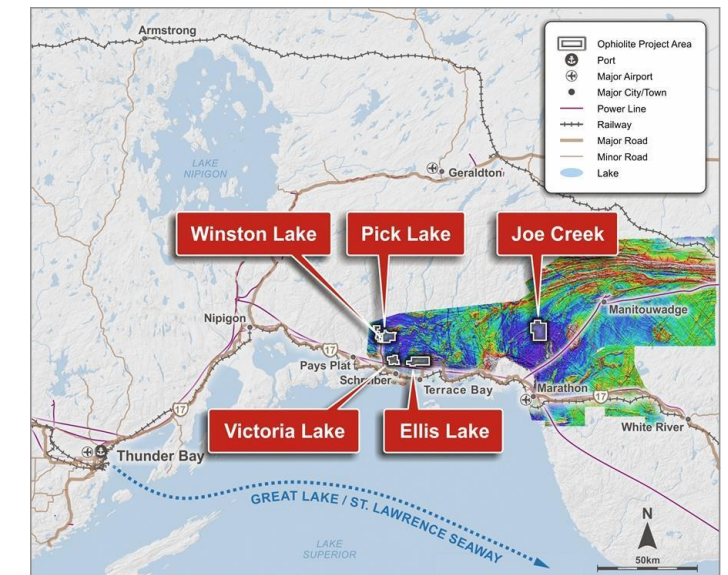 Armstrong
Ophiolite Project Area
Port
Major Airport
Major City/Town
Power Line
Railway
Major Road
Minor Road
Lake
LAKE
NIPIGON
Geraldton
Winston Lake
Pick Lake
Joe Creek
Manitouwadge
Nipigon
17
Pays Plat
Schreiber
Terrace Bay
Marathon
17
White River
17
Victoria Lake
Ellis Lake
Thunder Bay
GREAT LAKE / ST. LAWRENCE SEAWAY
LAKE
SUPERIOR
N
50km